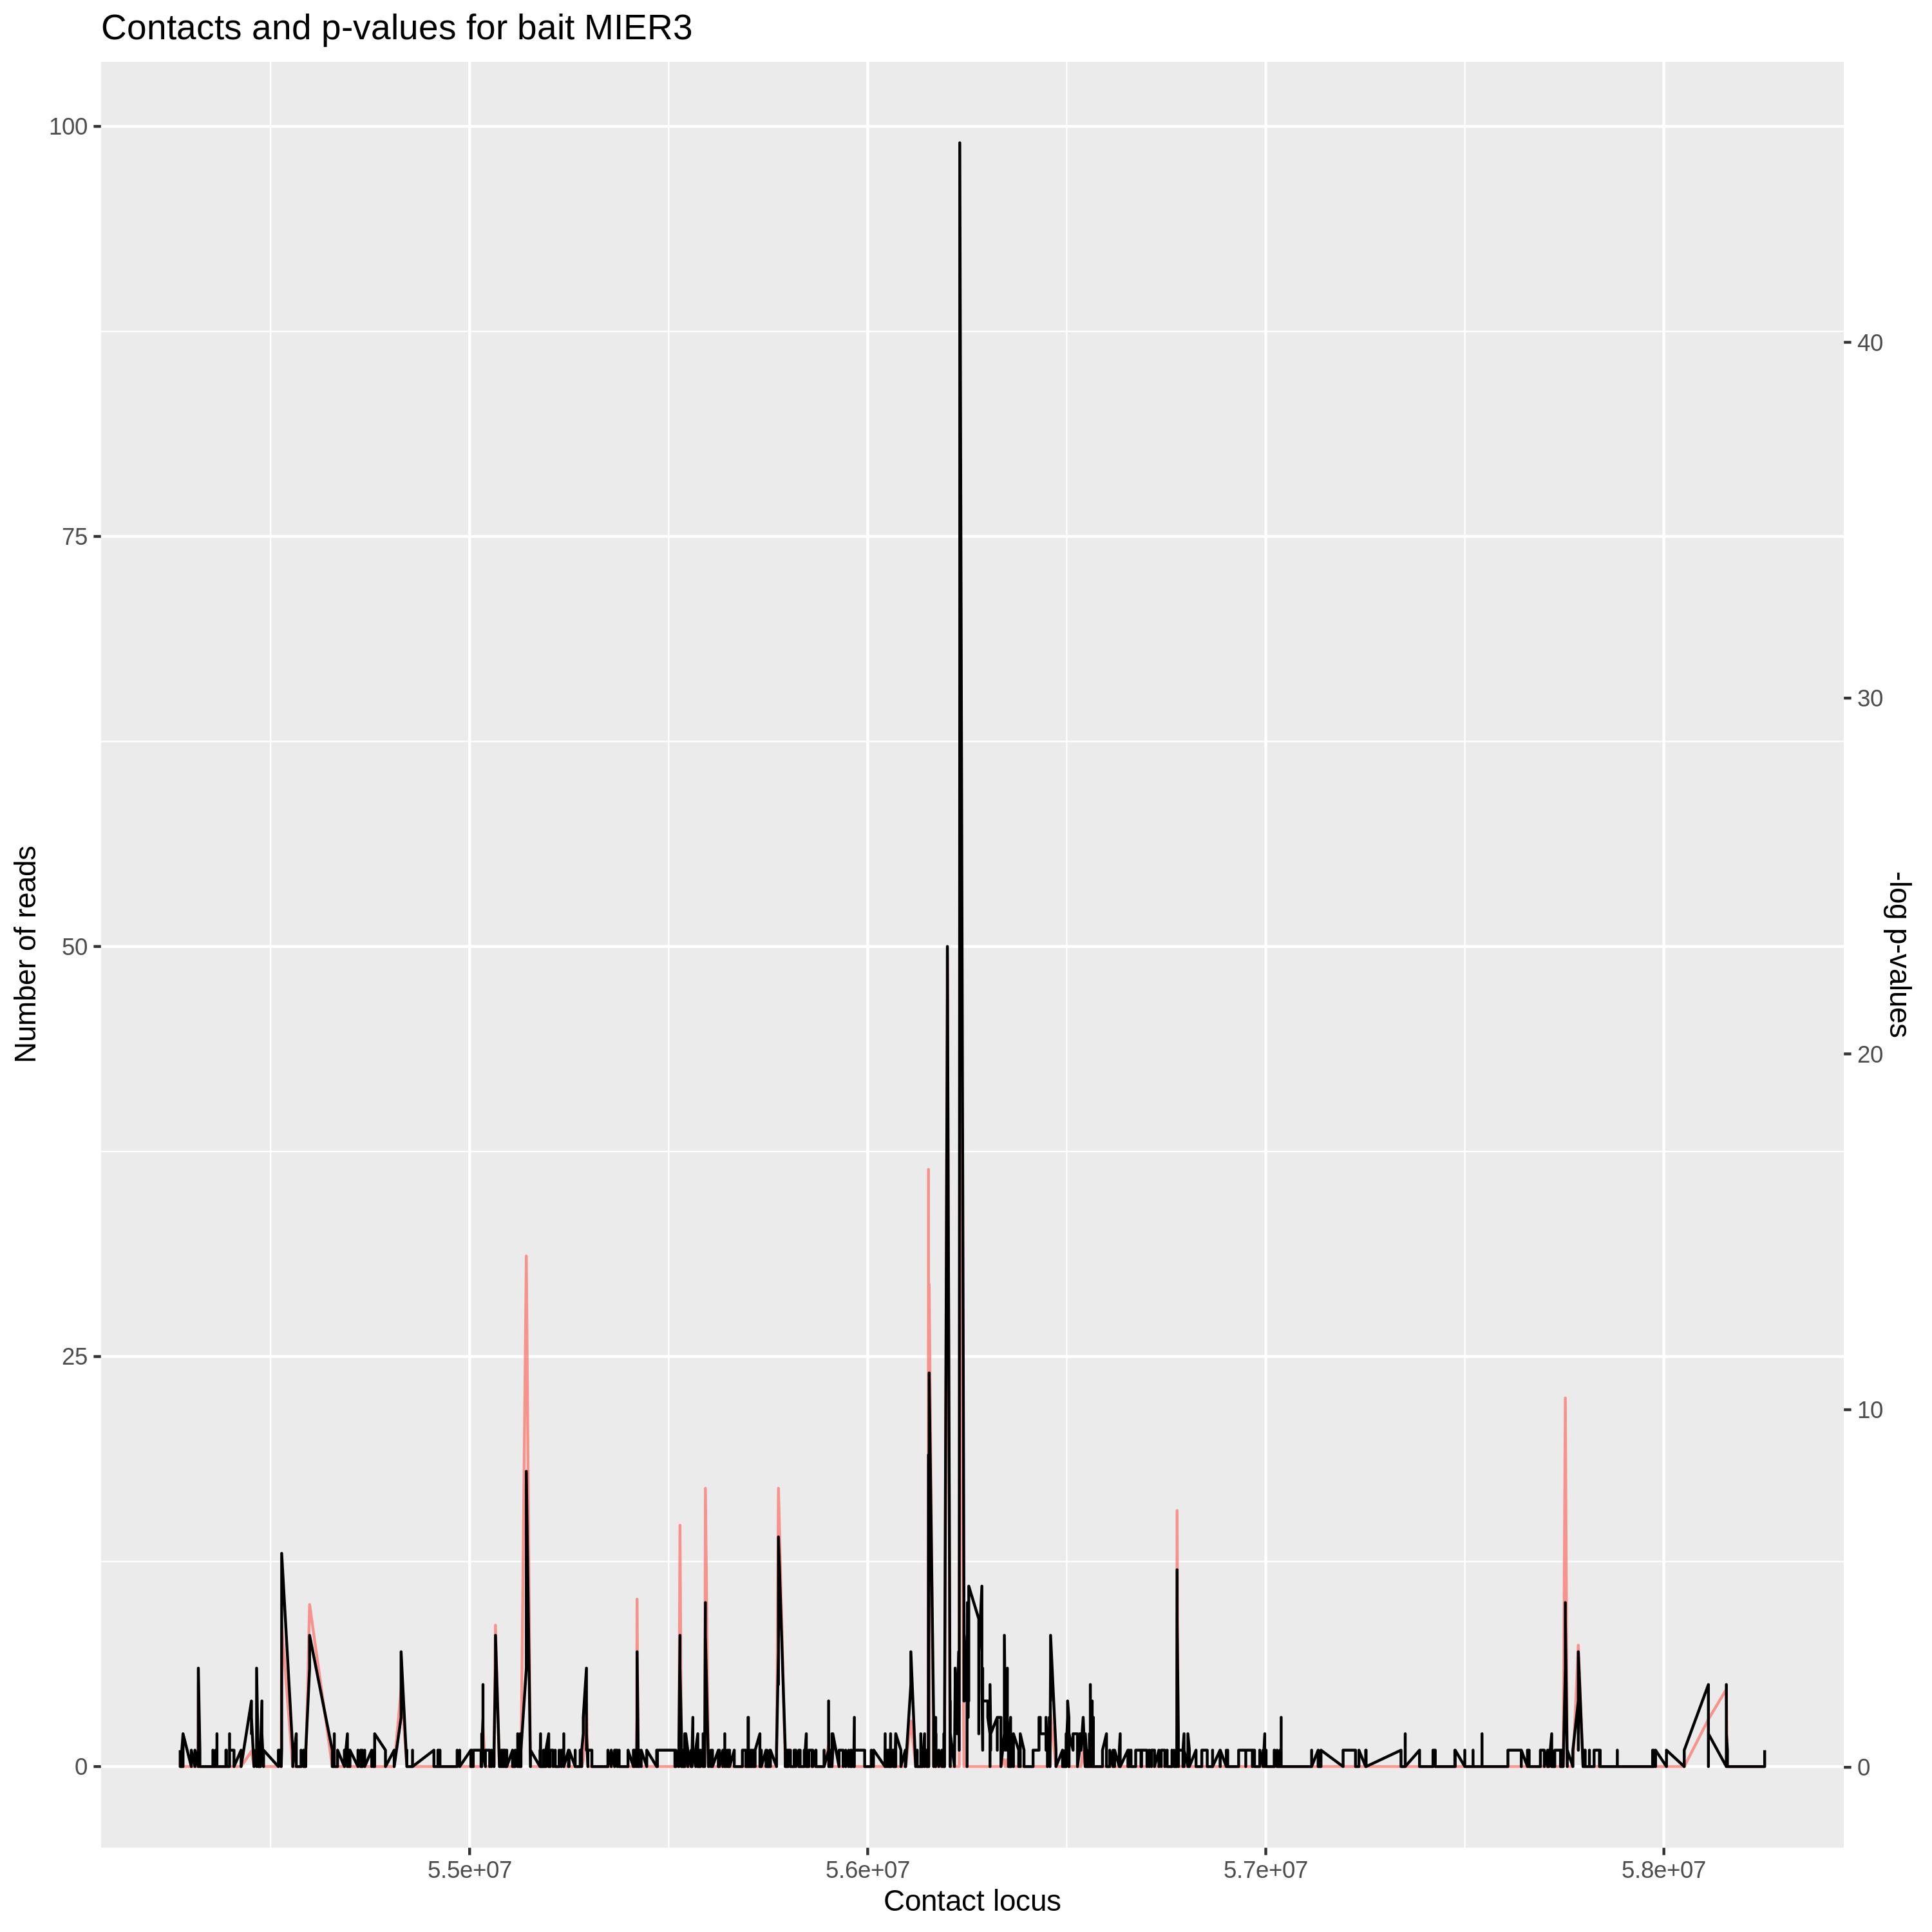 Contacts and p-values for bait MIER3
100
75
50
25
0
Number of reads
40
30
20
10
0
-log p-values
5.5e+07 5.6e+07 5.7e+07 5.8e+07
Contact locus